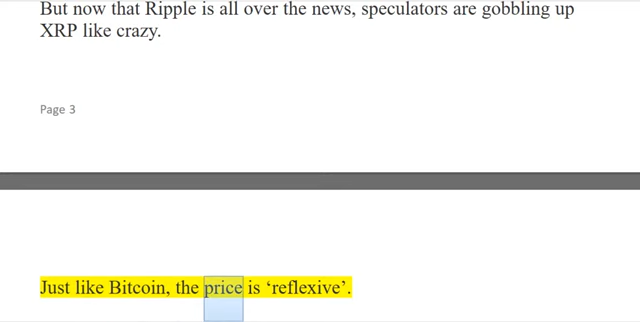 But now that Ripple is all over the news, speculators are gobbling up
XRP like crazy.
Page 3
Just like Bitcoin, the price is ‘reflexive’.